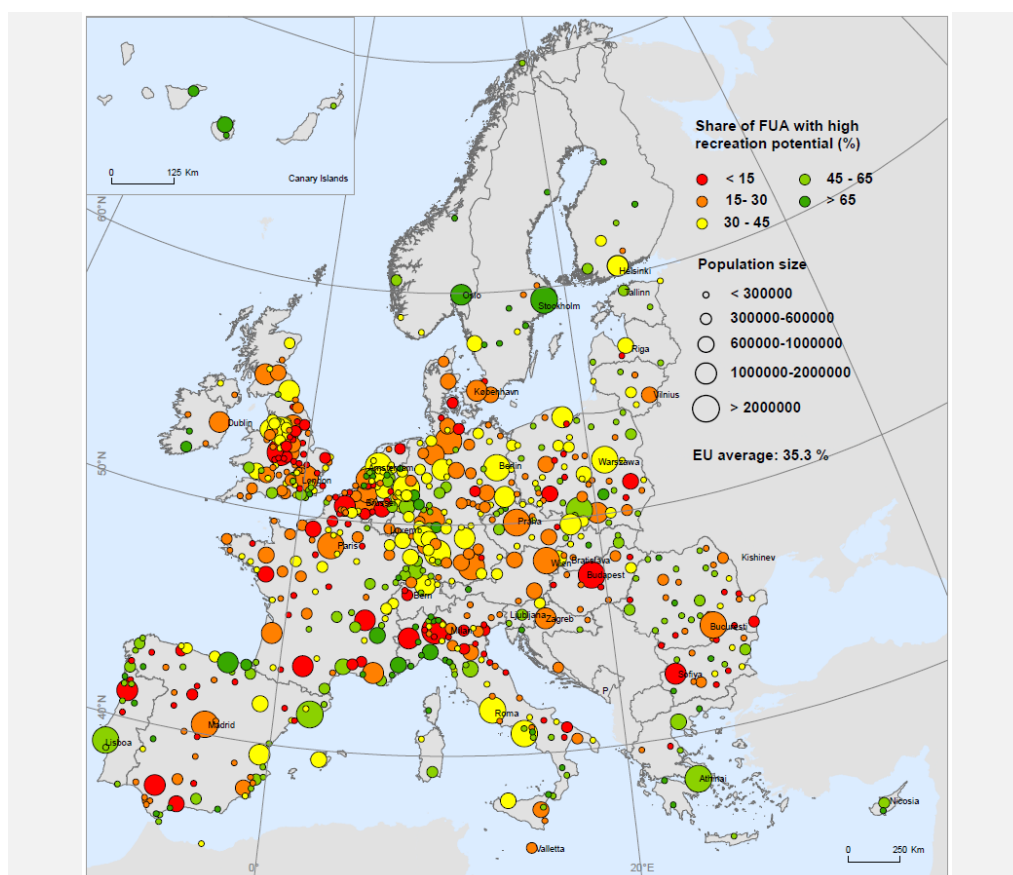 0
125 Km
Canary Islands
60°N
50°N
40°N
0°
20°E
Share of FUA with high
recreation potential (%)
< 15
45 - 65
15- 30
> 65
30 - 45
Population size
< 300000
300000-600000
600000-1000000
1000000-2000000
> 2000000
EU average: 35.3 %
Helsinki
Oslo
Tallinn
Stockholm
Riga
København
Vilnius
Dublin
Amsterdam
Berlin
Warszawa
London
Praha
Paris
Wien
Bratislava
Kishinev
Budapest
Bern
Ljubljana
Zagreb
Milan
Bucuresti
Sofiya
P
Roma
Madrid
Lisboa
Athinai
Nicosia
Valletta
0
250 Km